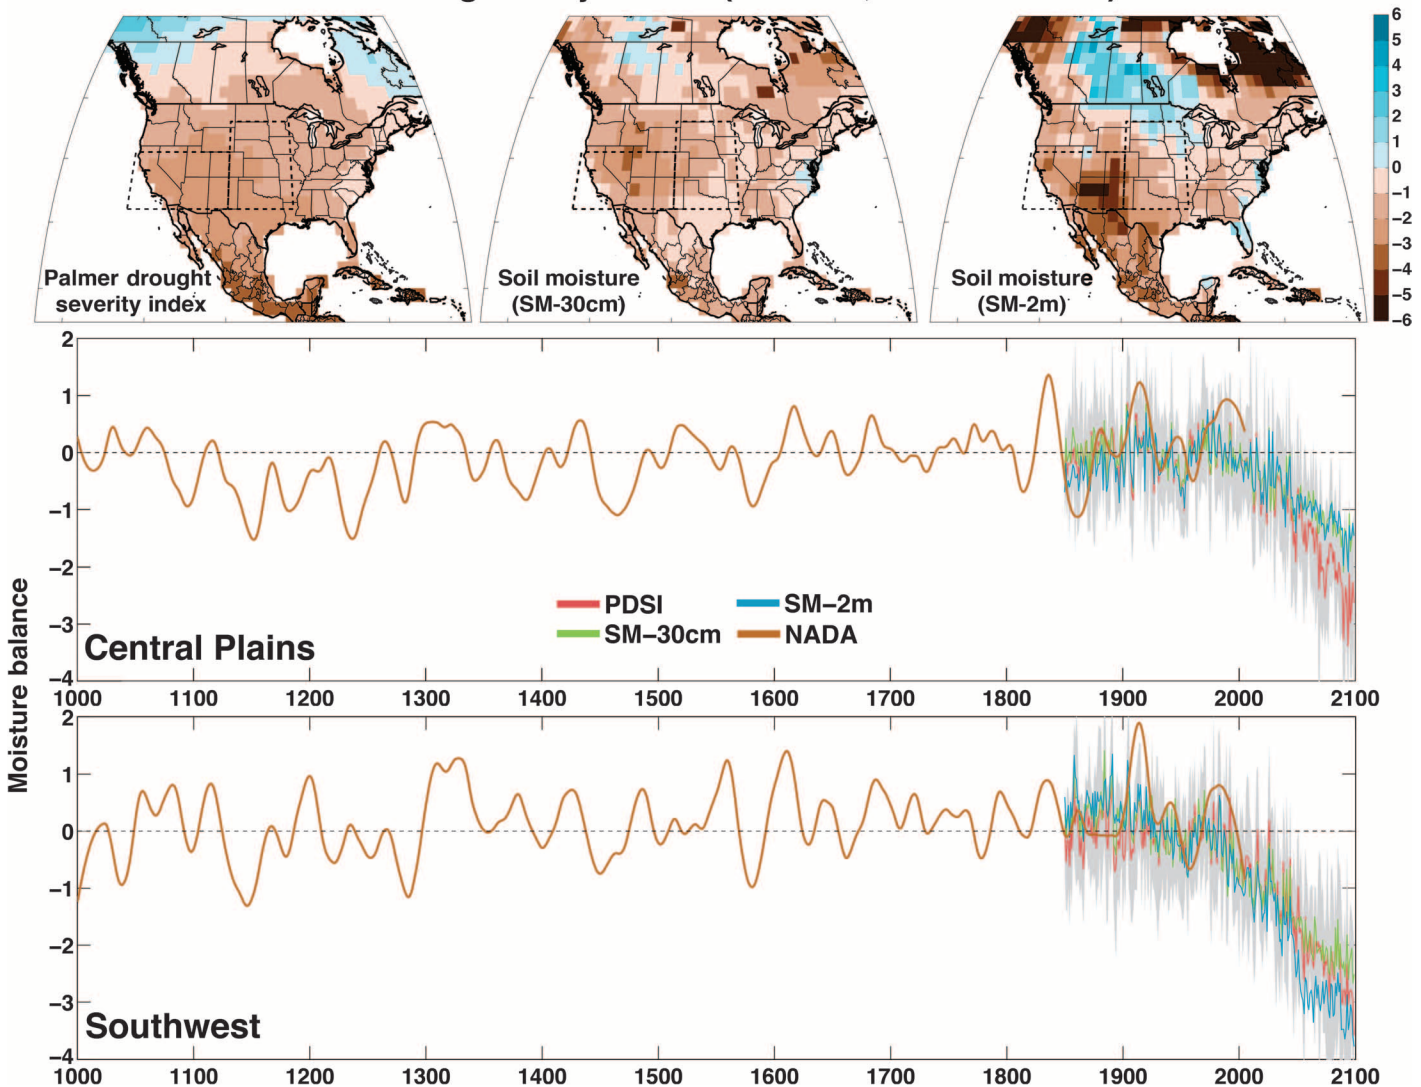 6
5
4
3
2
1
0
−1
−2
−3
−4
−5
−6
Palmer drought
severity index
Soil moisture
(SM-30cm)
Soil moisture
(SM-2m)
Moisture balance
2
1
0
−1
−2
−3
−4
PDSI
SM−2m
SM−30cm
NADA
Central Plains
1000 1100 1200 1300 1400 1500 1600 1700 1800 1900 2000 2100
2
1
0
−1
−2
−3
−4
Southwest
1000 1100 1200 1300 1400 1500 1600 1700 1800 1900 2000 2100